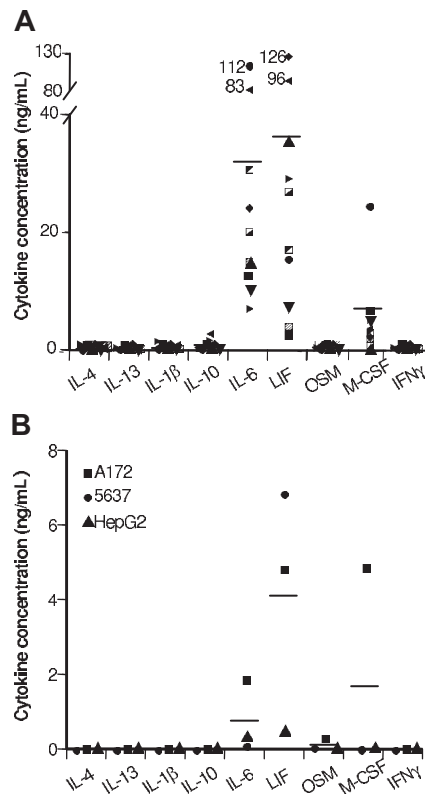 A
Cytokine concentration (ng/mL)
130
80
40
20
0
112
83
126
96
IL-4 IL-13 IL-1β IL-10 IL-6 LIF OSM M-CSF IFNγ
B
Cytokine concentration (ng/mL)
8
6
4
2
0
A172
5637
HepG2
IL-4 IL-13 IL-1β IL-10 IL-6 LIF OSM M-CSF IFNγ